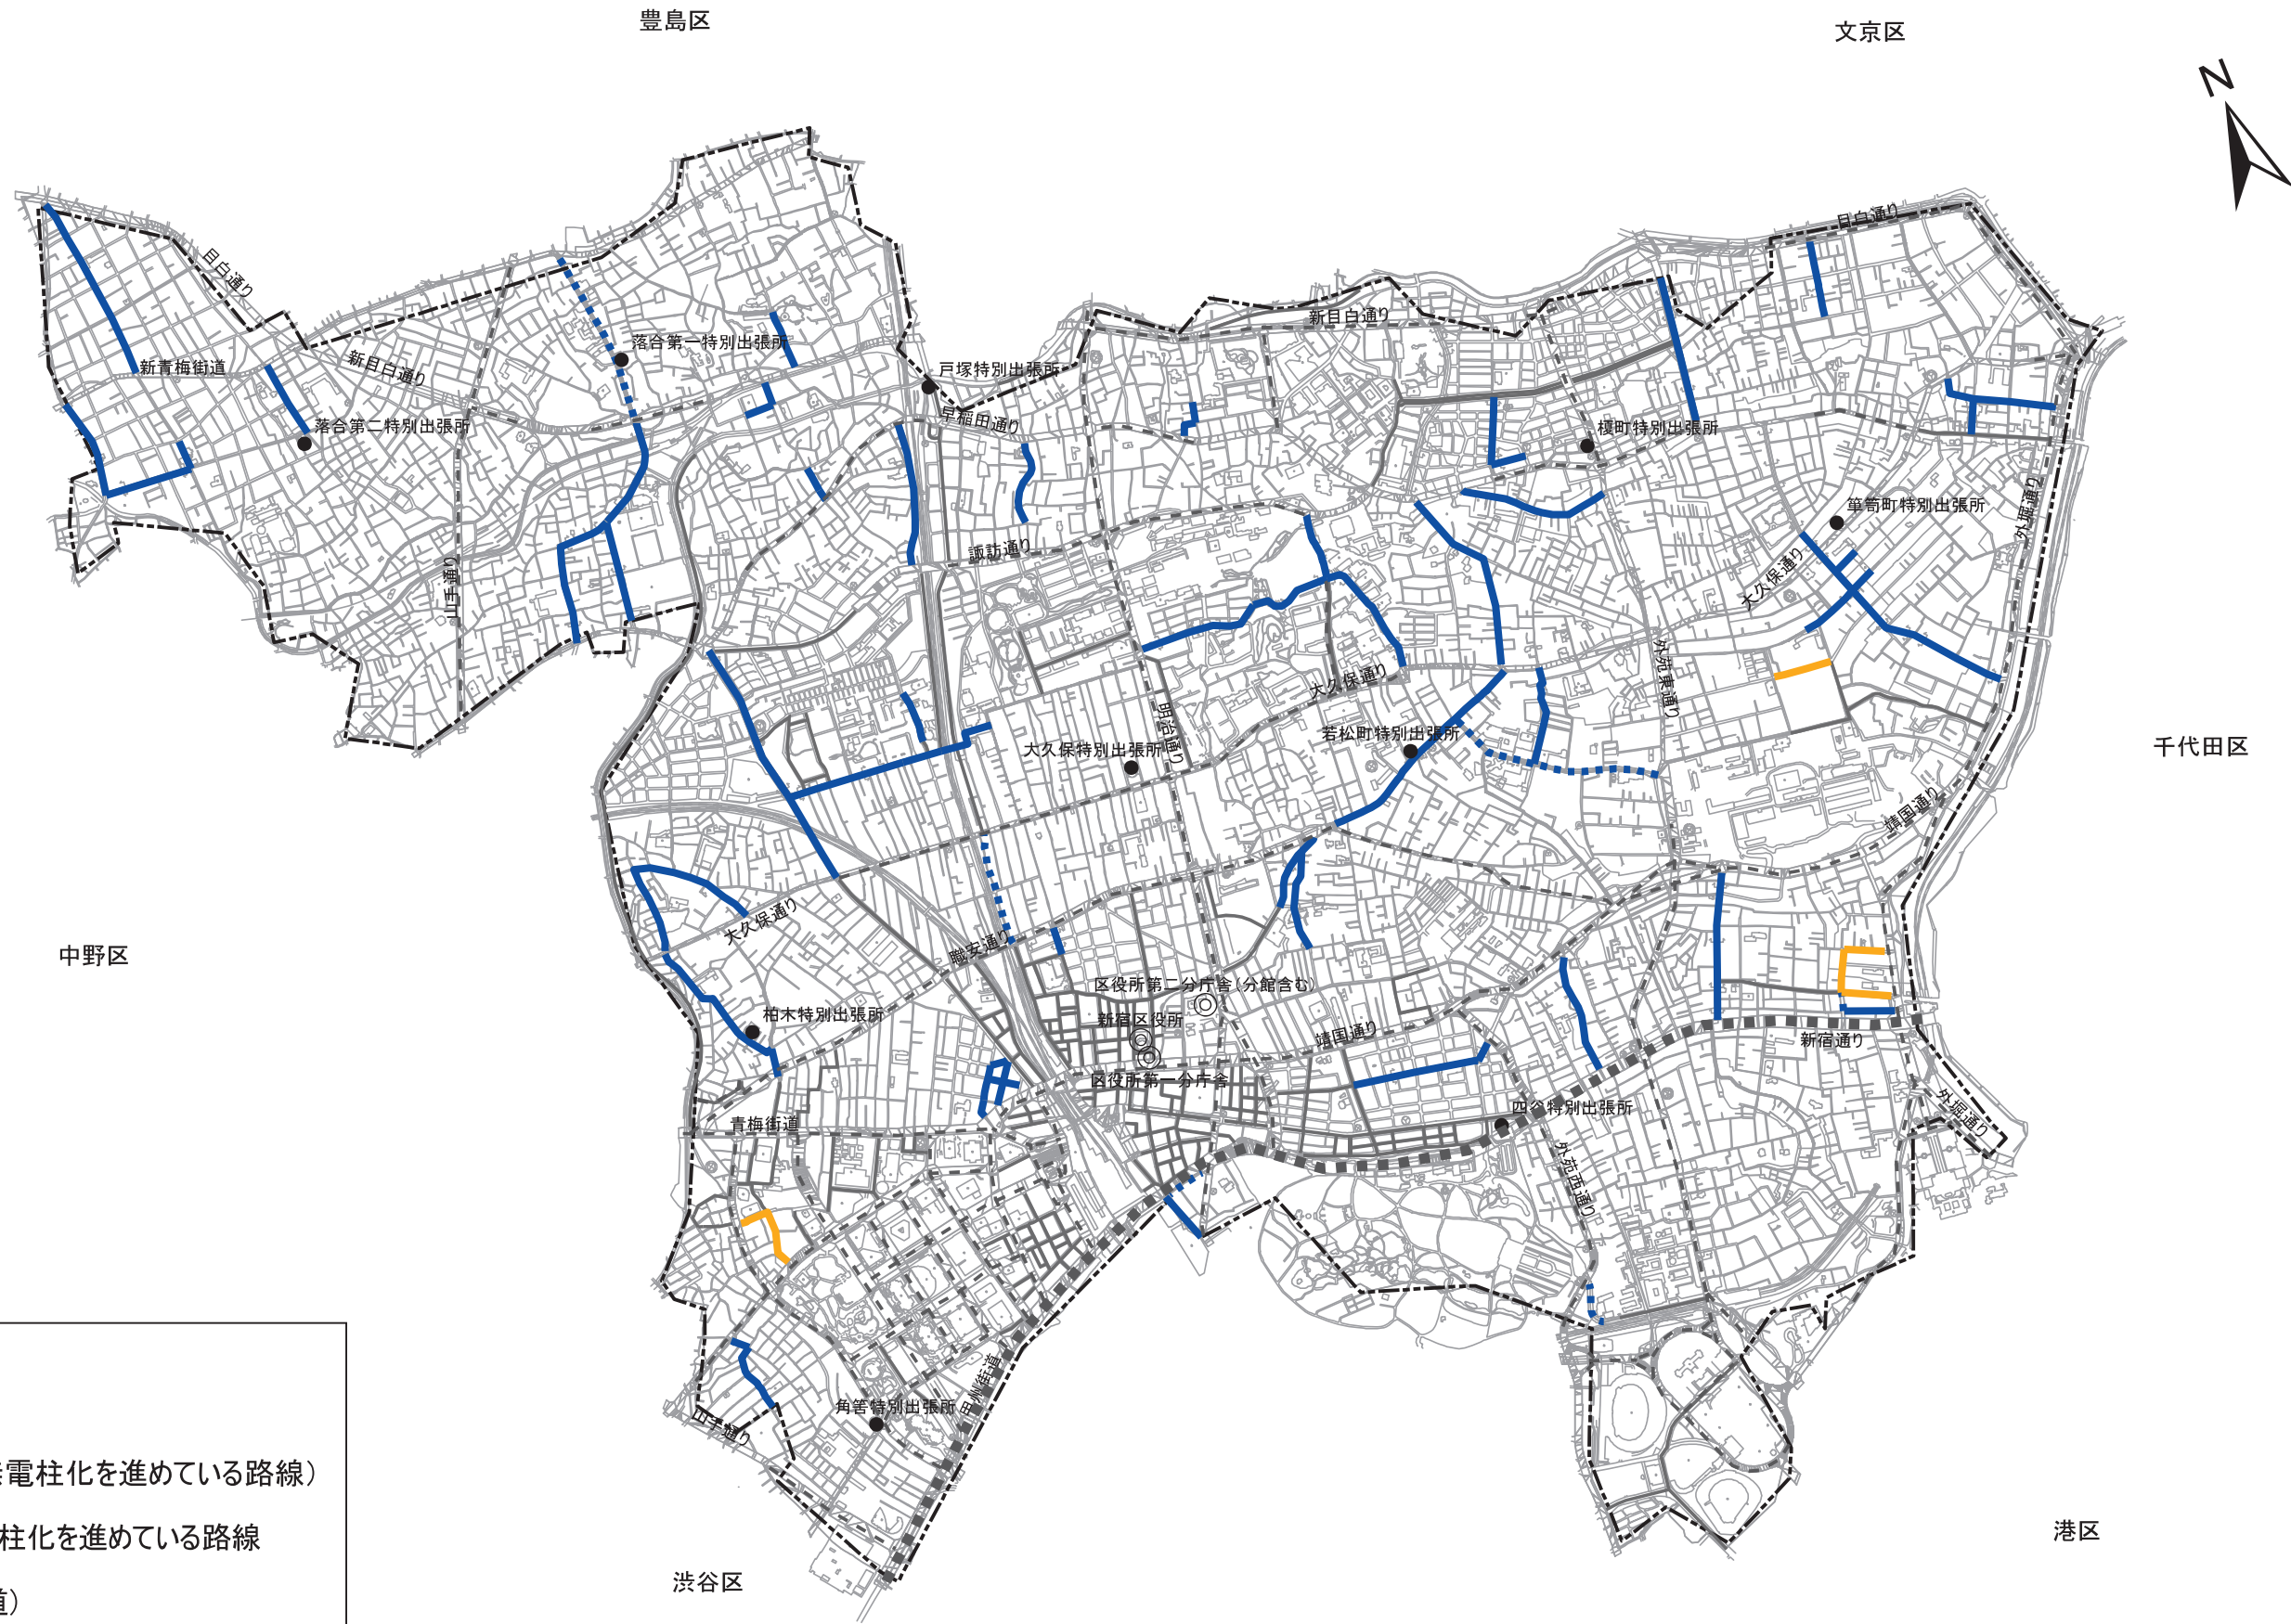 豊島区
文京区
N
目白通り
目白通り
新目白通り
落合第一特別出張所
新青梅街道
新目白通り
戸塚特別出張所
早稲田通り
落合第二特別出張所
榎町特別出張所
箪笥町特別出張所
外堀通り
諏訪通り
山手通り
大久保通り
外苑東通り
大久保通り
明治通り
若松町特別出張所
大久保特別出張所
千代田区
靖国通り
大久保通り
職安通り
中野区
区役所第二分庁舎(分館含む)
柏木特別出張所
新宿区役所
靖国通り
新宿通り
区役所第一分庁舎
四谷特別出張所
青梅街道
外堀通り
外苑西通り
甲州街道
角筈特別出張所
山手通り
電柱化を進めている路線)
柱化を進めている路線
道)
港区
渋谷区